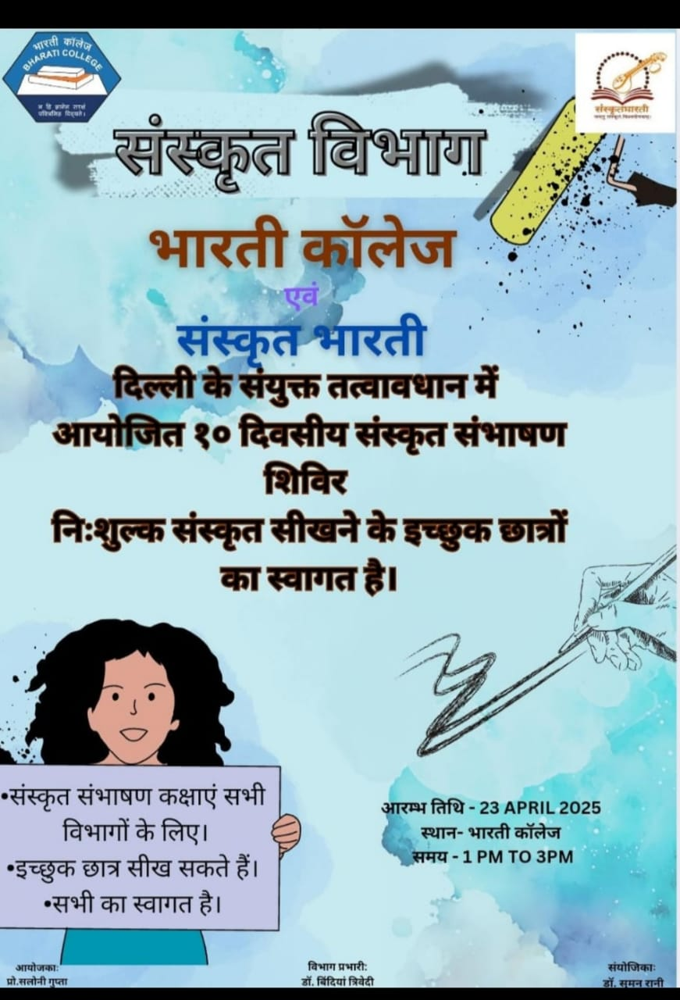 भारती कॉलेज
BHARATI COLLEGE
संस्कृतभारती
संस्कृत विभाग
भारती कॉलेज
एवं
संस्कृत भारती
दिल्ली के संयुक्त तत्वावधान में
आयोजित १० दिवसीय संस्कृत संभाषण
शिविर
निःशुल्क संस्कृत सीखने के इच्छुक छात्रों
का स्वागत है।
•संस्कृत संभाषण कक्षाएं सभी
विभागों के लिए।
•इच्छुक छात्र सीख सकते हैं।
•सभी का स्वागत है।
आरम्भ तिथि - 23 APRIL 2025
स्थान- भारती कॉलेज
समय - 1 PM TO 3PM
आयोजकाः
प्रो.सलोनी गुप्ता
विभाग प्रभारी:
डॉ. बिंदियां त्रिवेदी
संयोजिकाः
डॉ. सुमन रानी